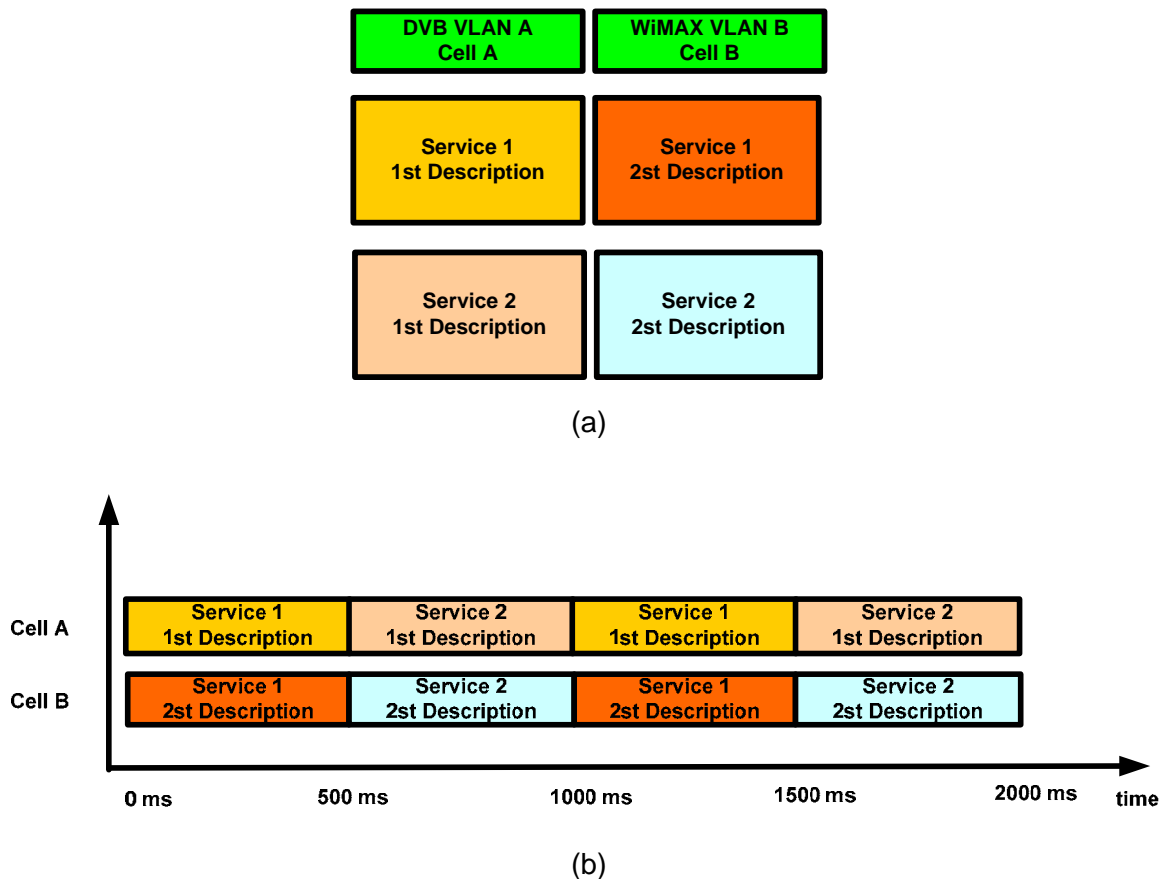 DVB VLAN A
Cell A
WiMAX VLAN B
Cell B
Service 1
1st Description
Service 1
2st Description
Service 2
1st Description
Service 2
2st Description
(a)
Cell A
Service 1
1st Description
Service 2
1st Description
Service 1
1st Description
Service 2
1st Description
Cell B
Service 1
2st Description
Service 2
2st Description
Service 1
2st Description
Service 2
2st Description
0 ms
500 ms
1000 ms
1500 ms
2000 ms
time
(b)